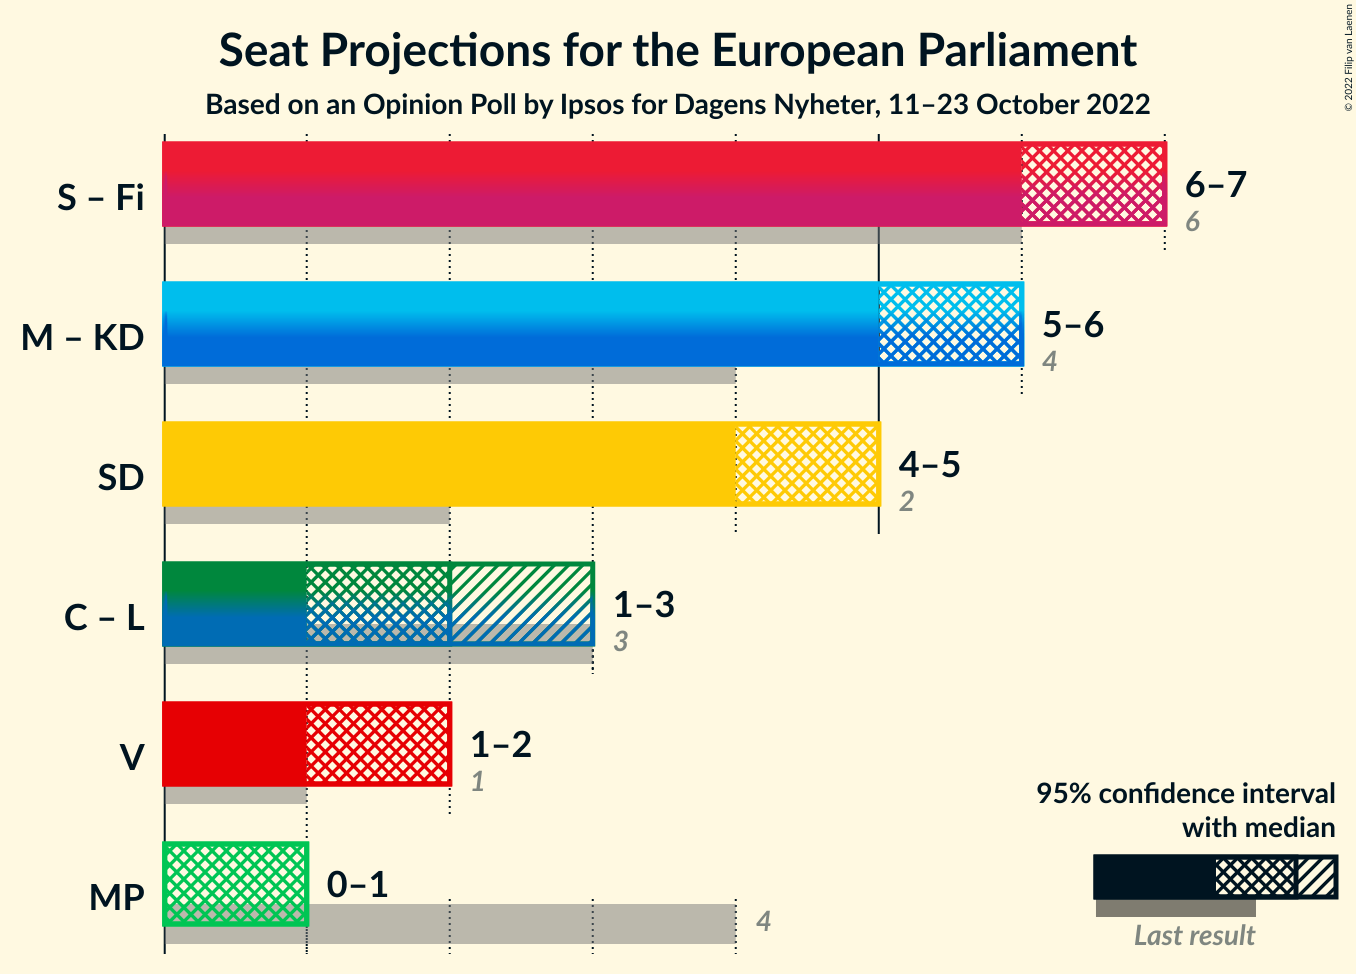 Seat Projections for the European Parliament
Based on an Opinion Poll by Ipsos for Dagens Nyheter, 11–23 October 2022
© 2022 Filip van Laenen
S – Fi
6–7
6
M – KD
5–6
4
SD
4–5
2
C – L
1–3
3
V
1–2
1
MP
0–1
4
95% confidence interval
with median
Last result